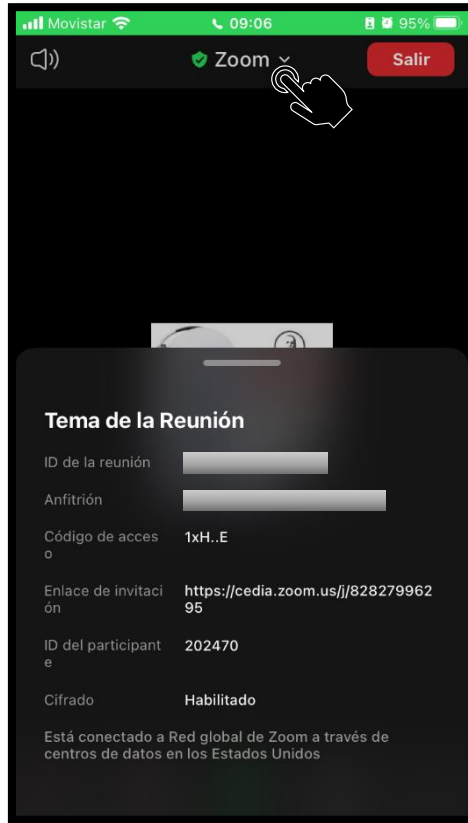 Movistar 09:06 95%
Zoom Salir
Tema de la Reunión
ID de la reunión
Anfitrión
Código de acces
o
1xH..E
Enlace de invitaci
ón
https://cedia.zoom.us/j/828279962
95
ID del participant
e
202470
Cifrado Habilitado
Está conectado a Red global de Zoom a través de
centros de datos en los Estados Unidos